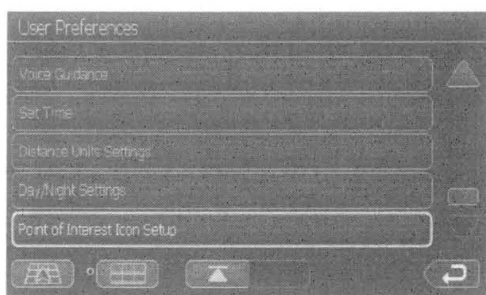 User Preferences
Voice Guidance
Set Time
Distance Units Settings
Day/Night Settings
Point of Interest Icon Setup